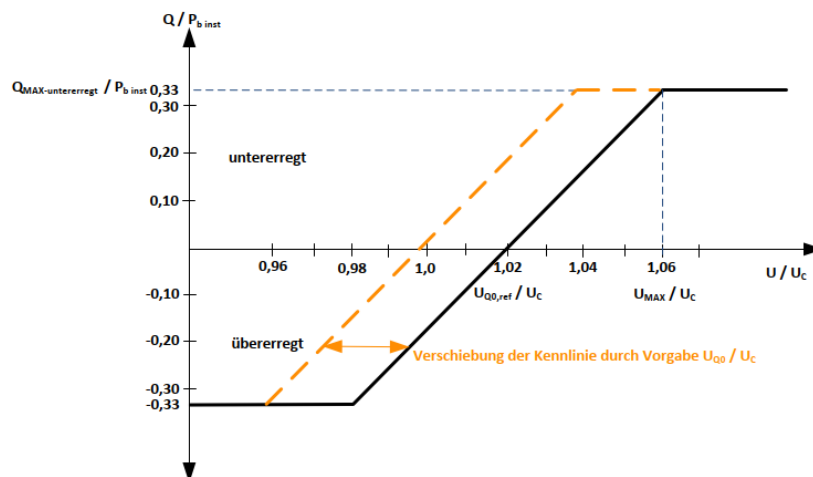 Q / P b inst
QMAX-untererregt / Pb inst 0,33
0,30
untererregt
0,20
0,10
0,96 0,98 1,0 1,02 1,04 1,06 U / UC
-0,10 UQ0,ref / UC UMAX / UC
-0,20
übererregt Verschiebung der Kennlinie durch Vorgabe UQ0 / UC
-0,30
-0,33